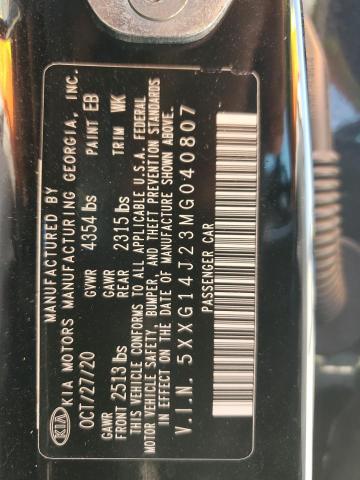 MANUFACTURED BY
KIA KIA MOTORS MANUFACTURING GEORGIA, INC.
OCT/27/20 GVWR 4354 lbs PAINT EB
GAWR FRONT 2513 lbs GAWR REAR 2315 lbs TRIM WK
THIS VEHICLE CONFORMS TO ALL APPLICABLE U.S.A. FEDERAL
MOTOR VEHICLE SAFETY, BUMPER, AND THEFT PREVENTION STANDARDS
IN EFFECT ON THE DATE OF MANUFACTURE SHOWN ABOVE.
V.I.N. 5XXG14J23MG040807
PASSENGER CAR